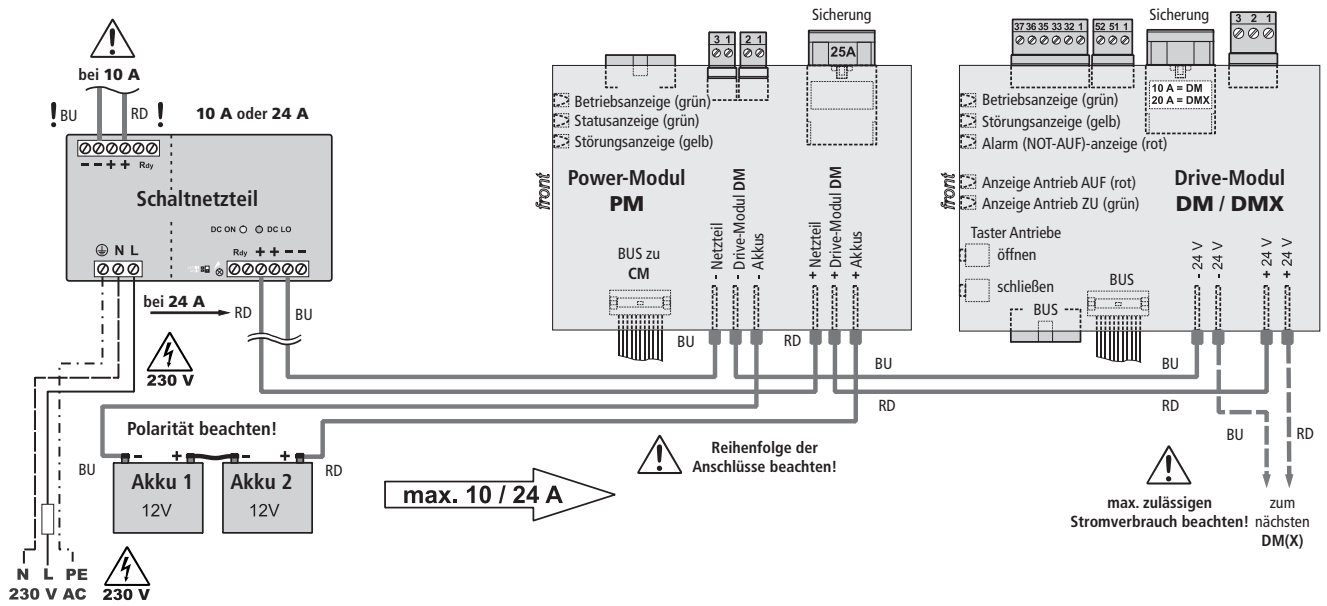 bei 10 A
! BU RD !
10 A oder 24 A
− − + + Rdy
Schaltnetzteil
DC ON DC LO
N L
Rdy + + − −
bei 24 A
RD
BU
230 V
Polarität beachten!
BU
− + − +
RD
Akku 1
12V
Akku 2
12V
N L PE
230 V AC
230 V
max. 10 / 24 A
3 1 2 1
Sicherung
25A
Betriebsanzeige (grün)
Statusanzeige (grün)
Störungsanzeige (gelb)
front
Power-Modul
PM
BUS zu
CM
- Netzteil
- Drive-Modul DM
- Akkus
+ Netzteil
+ Drive-Modul DM
+ Akkus
BU
RD
BU
RD
Reihenfolge der
Anschlüsse beachten!
37 36 35 33 32 1 52 51 1
Sicherung
3 2 1
10 A = DM
20 A = DMX
Betriebsanzeige (grün)
Störungsanzeige (gelb)
Alarm (NOT-AUF)-anzeige (rot)
front
Anzeige Antrieb AUF (rot)
Anzeige Antrieb ZU (grün)
Drive-Modul
DM / DMX
Taster Antriebe
öffnen
schließen
BUS
BUS
- 24 V
- 24 V
+ 24 V
+ 24 V
BU
RD
BU
RD
max. zulässigen
Stromverbrauch beachten!
zum
nächsten
DM(X)